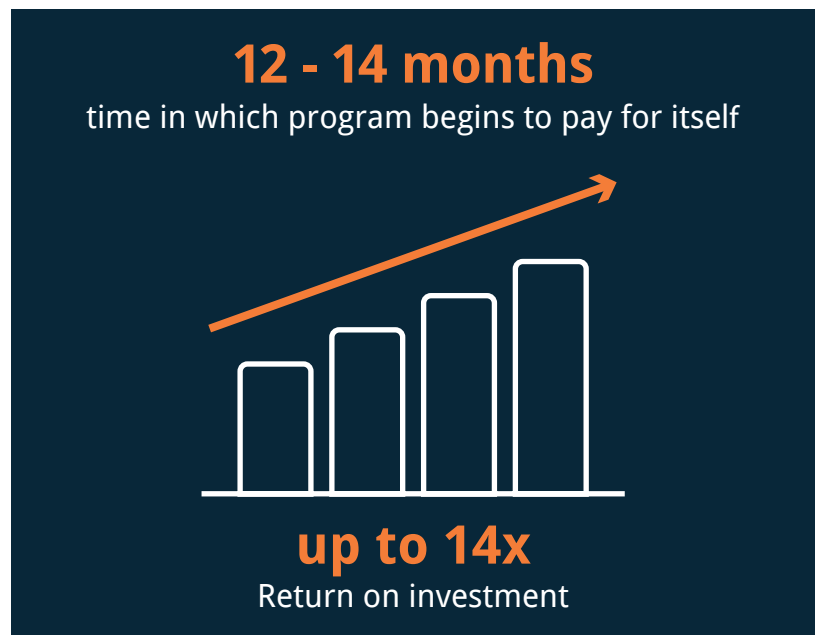 12 - 14 months
time in which program begins to pay for itself
up to 14x
Return on investment